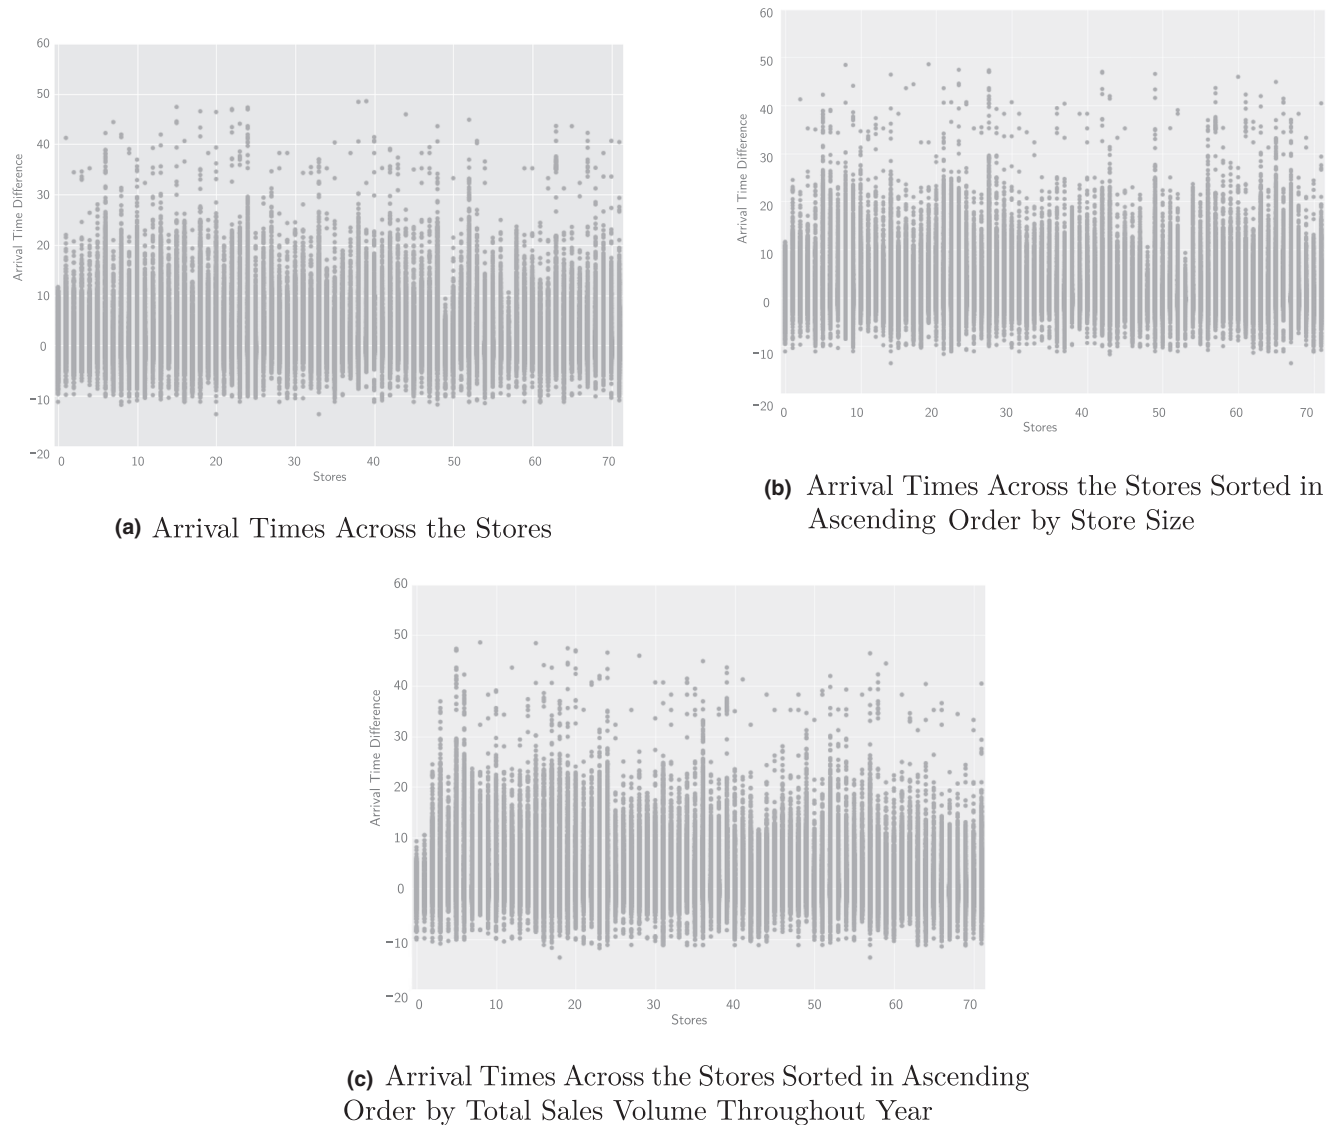 60
50
40
30
20
10
0
−10
−20
Arrival Time Difference
0 10 20 30 40 50 60 70
Stores
(a) Arrival Times Across the Stores
60
50
40
30
20
10
0
−10
−20
Arrival Time Difference
0 10 20 30 40 50 60 70
Stores
(b) Arrival Times Across the Stores Sorted in
Ascending Order by Store Size
60
50
40
30
20
10
0
−10
−20
Arrival Time Difference
0 10 20 30 40 50 60 70
Stores
(c) Arrival Times Across the Stores Sorted in Ascending
Order by Total Sales Volume Throughout Year